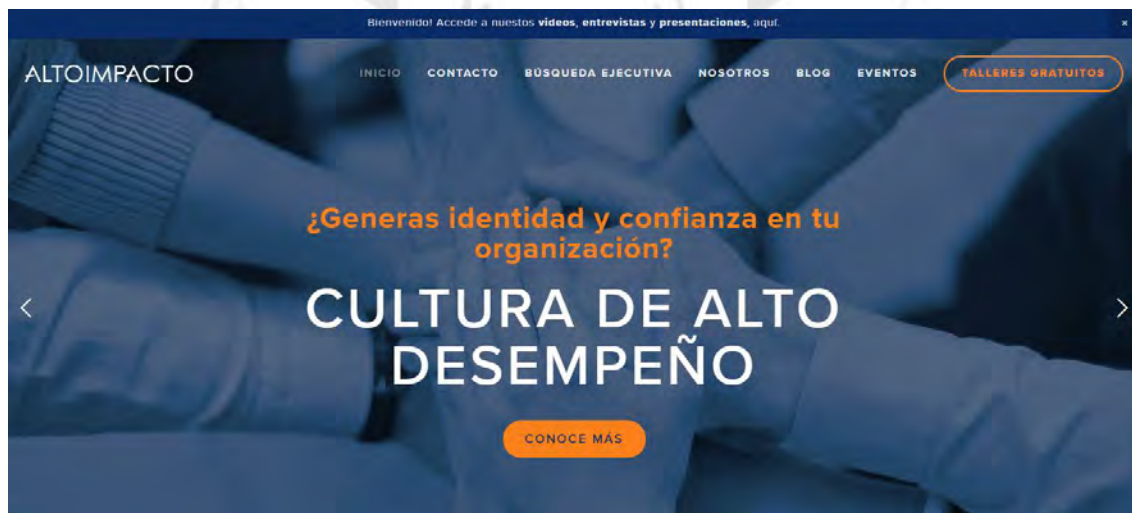 Bienvenido! Accede a nuestos videos, entrevistas y presentaciones, aquí.
ALTOIMPACTO
INICIO CONTACTO BÚSQUEDA EJECUTIVA NOSOTROS BLOG EVENTOS TALLERES GRATUITOS
¿Generas identidad y confianza en tu
organización?
CULTURA DE ALTO
DESEMPEÑO
CONOCE MÁS